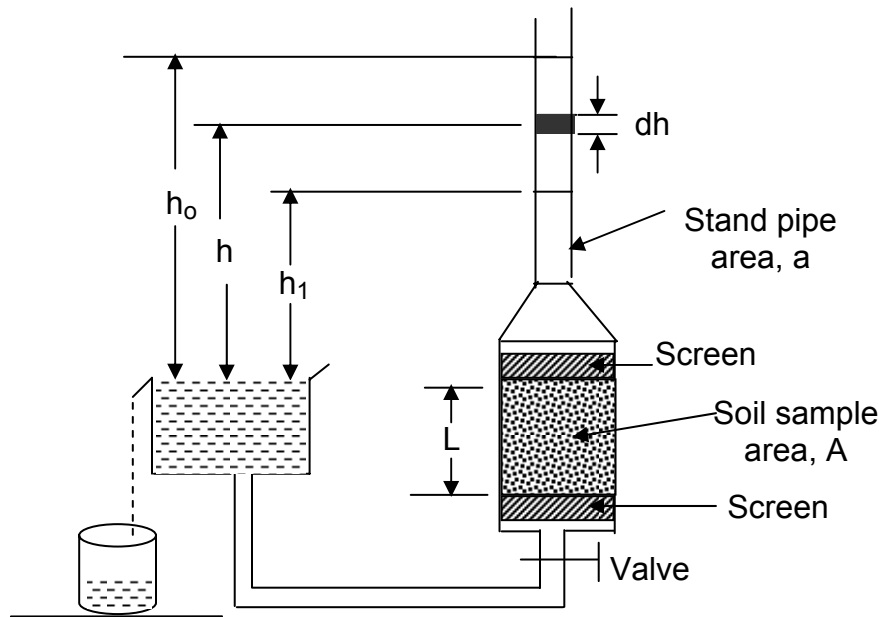 dh
h₀
h
h₁
Stand pipe
area, a
Screen
L
Soil sample
area, A
Screen
Valve